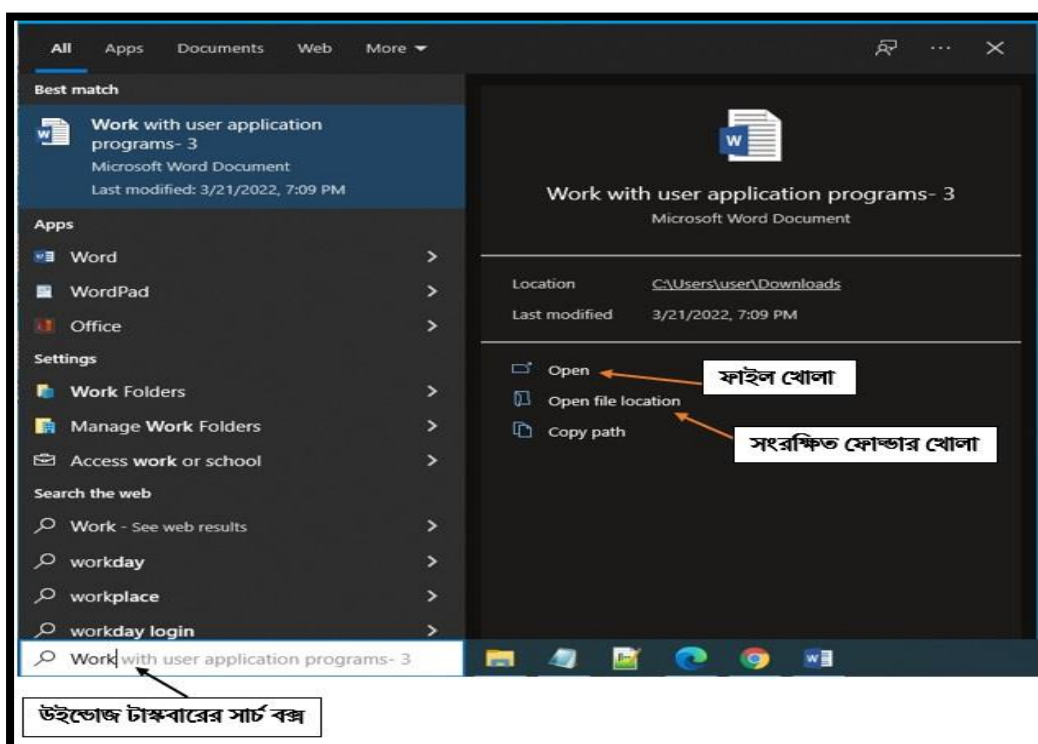 All Apps Documents Web More
Best match
Work with user application
programs- 3
Microsoft Word Document
Last modified: 3/21/2022, 7:09 PM
Apps
Word
WordPad
Office
Settings
Work Folders
Manage Work Folders
Access work or school
Search the web
Work - See web results
workday
workplace
workday login
Work with user application programs- 3
Work with user application programs- 3
Microsoft Word Document
Location C:\Users\user\Downloads
Last modified 3/21/2022, 7:09 PM
Open
ফাইল খোলা
Open file location
Copy path
সংরক্ষিত ফোল্ডার খোলা
উইন্ডোজ টাস্কবারের সার্চ বক্স